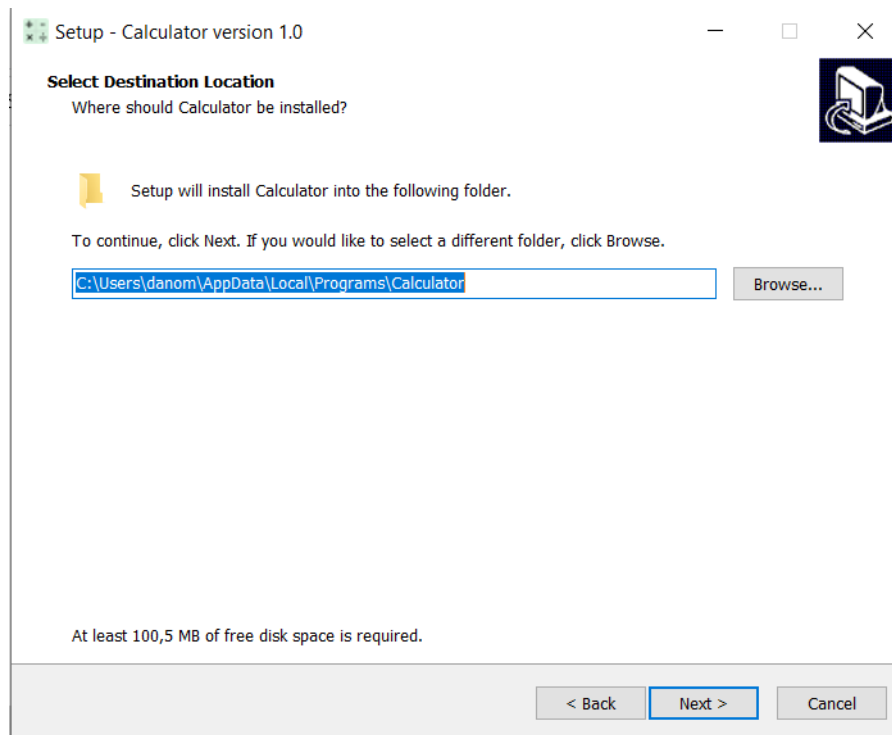 Setup - Calculator version 1.0
Select Destination Location
Where should Calculator be installed?
Setup will install Calculator into the following folder.
To continue, click Next. If you would like to select a different folder, click Browse.
C:\Users\danom\AppData\Local\Programs\Calculator
Browse...
At least 100,5 MB of free disk space is required.
< Back
Next >
Cancel